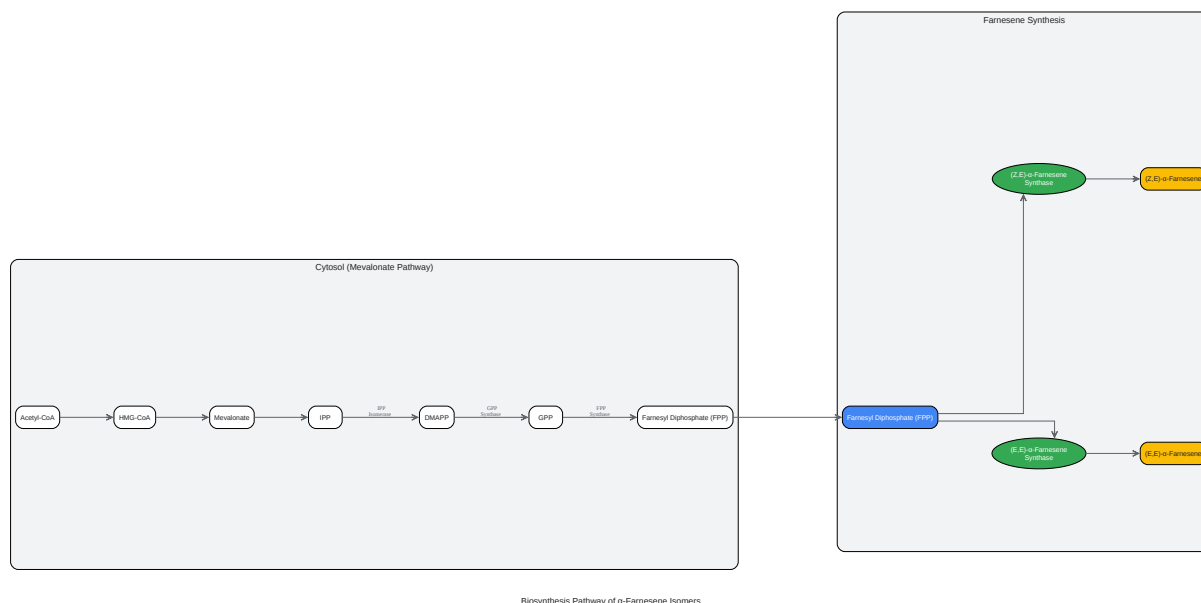 Farnesene Synthesis
(Z,E)-α-Farnesene
Synthase
(Z,E)-α-Farnesene
Cytosol (Mevalonate Pathway)
Acetyl-CoA
HMG-CoA
Mevalonate
IPP
IPP
Isomerase
DMAPP
GPP
Synthase
GPP
FPP
Synthase
Farnesyl Diphosphate (FPP)
Farnesyl Diphosphate (FPP)
(E,E)-α-Farnesene
Synthase
(E,E)-α-Farnesene
Biosynthesis Pathway of α-Farnesene Isomers